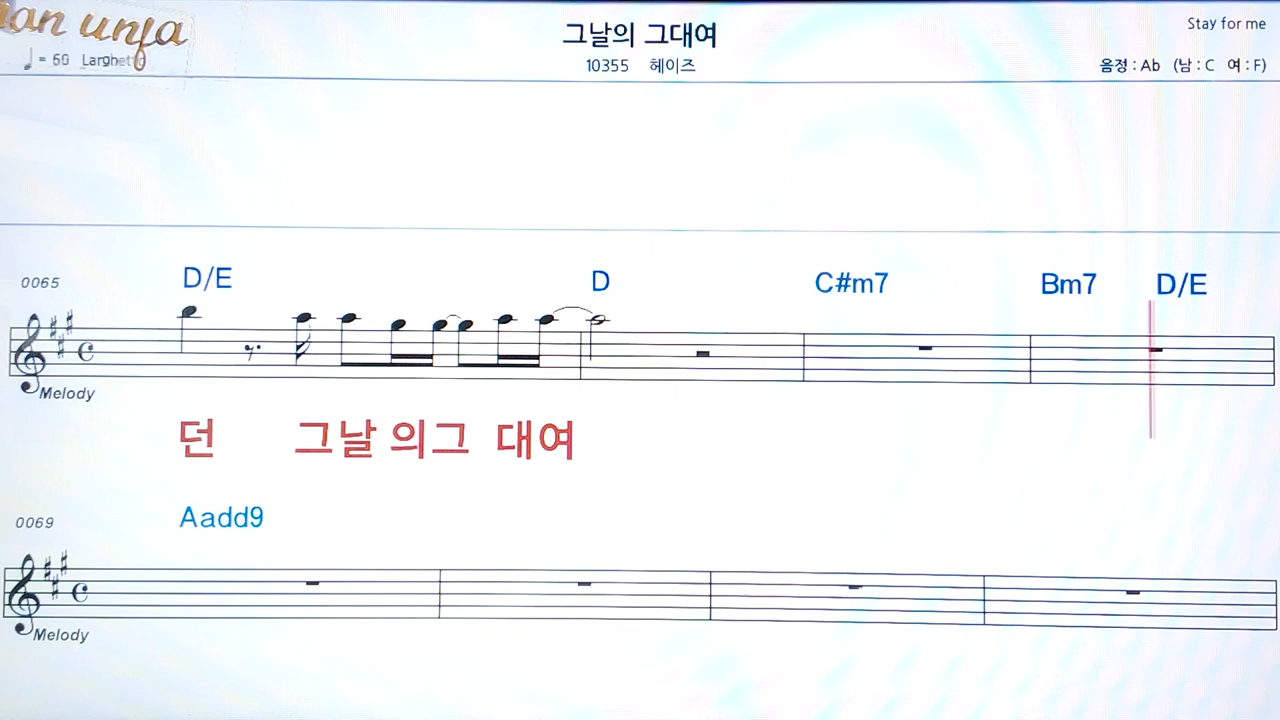 그날의 그대여
Stay for me
♩ = 60 Larghetto
10355 헤이즈
음정 : Ab (남 : C 여 : F)
0065 D/E D C#m7 Bm7 D/E
Melody
던 그날 의그 대여
0069 Aadd9
Melody